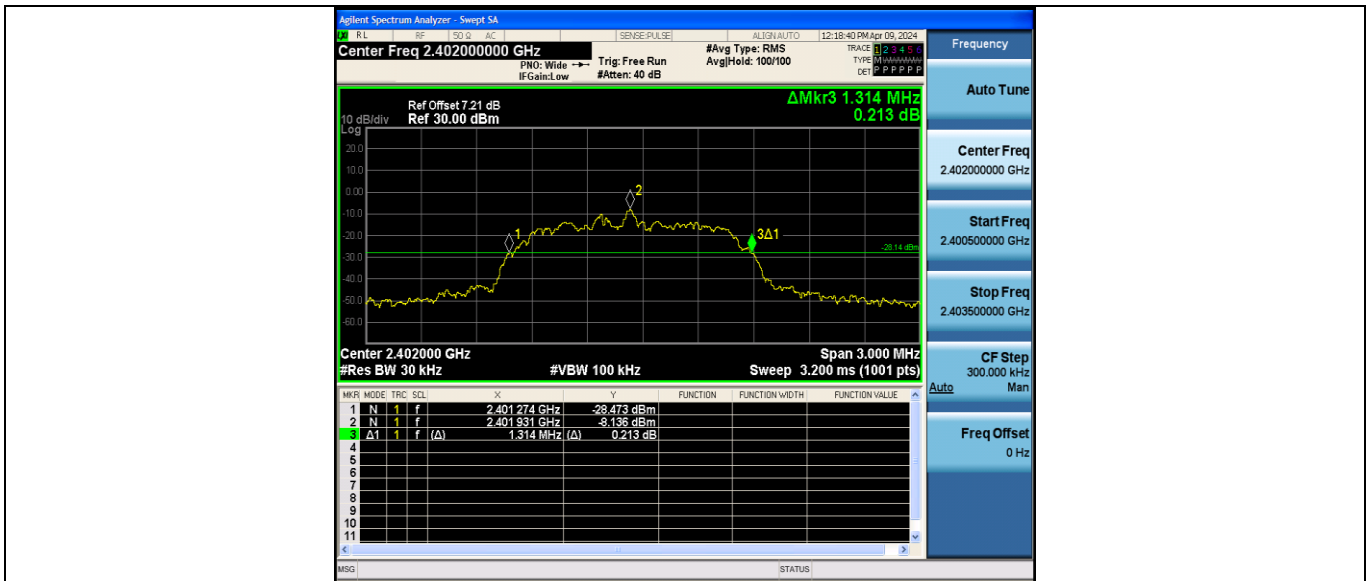 Agilent Spectrum Analyzer - Swept SA
RL RF 50 Ω AC SENSE:PULSE ALIGN AUTO 12:18:40 PM Apr 09, 2024
Center Freq 2.402000000 GHz
PNO: Wide
IFGain:Low
Trig: Free Run
#Atten: 40 dB
#Avg Type: RMS
Avg|Hold: 100/100
TRACE 1 2 3 4 5 6
TYPE M
DET P P P P P P
ΔMkr3 1.314 MHz
0.213 dB
Ref Offset 7.21 dB
10 dB/div Ref 30.00 dBm
Log
20.0
10.0
0.00
-10.0
-20.0
-30.0
-40.0
-50.0
-60.0
1
2
3Δ1
-28.14 dBm
Center 2.402000 GHz Span 3.000 MHz
#Res BW 30 kHz #VBW 100 kHz Sweep 3.200 ms (1001 pts)
MKR MODE TRC SCL X Y FUNCTION FUNCTION WIDTH FUNCTION VALUE
1 N 1 f 2.401 274 GHz -28.473 dBm
2 N 1 f 2.401 931 GHz -8.136 dBm
3 Δ1 1 f (Δ) 1.314 MHz (Δ) 0.213 dB
4
5
6
7
8
9
10
11
MSG STATUS
Frequency
Auto Tune
Center Freq
2.402000000 GHz
Start Freq
2.400500000 GHz
Stop Freq
2.403500000 GHz
CF Step
300.000 kHz
Auto Man
Freq Offset
0 Hz